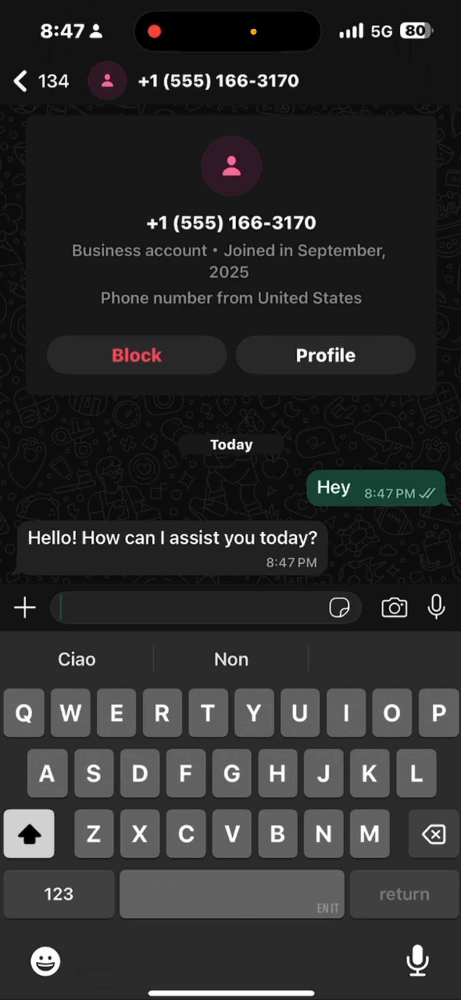 8:47
5G 80
134
+1 (555) 166-3170
+1 (555) 166-3170
Business account • Joined in September,
2025
Phone number from United States
Block
Profile
Today
Hey 8:47 PM
Hello! How can I assist you today?
8:47 PM
Ciao
Non
Q W E R T Y U I O P
A S D F G H J K L
Z X C V B N M
123
EN IT
return